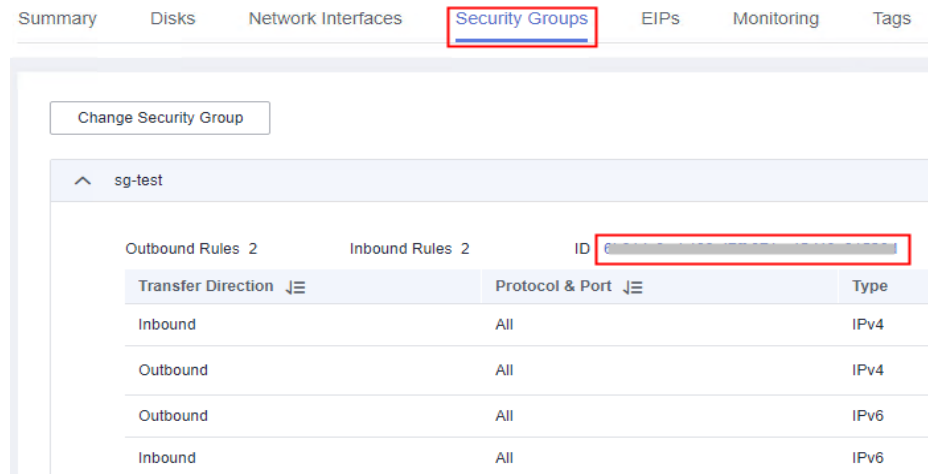 Summary Disks Network Interfaces Security Groups EIPs Monitoring Tags
Change Security Group
sg-test
Outbound Rules 2 Inbound Rules 2 ID
Transfer Direction Protocol & Port Type
Inbound All IPv4
Outbound All IPv4
Outbound All IPv6
Inbound All IPv6